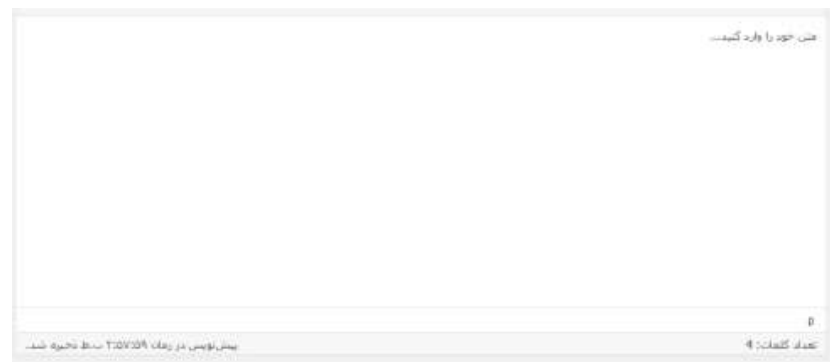 متن خود را وارد کنید...
p
تعداد کلمات: 4
پیش‌نویس در زمان ۲:۵۷:۵۹ ب.ظ ذخیره شد.